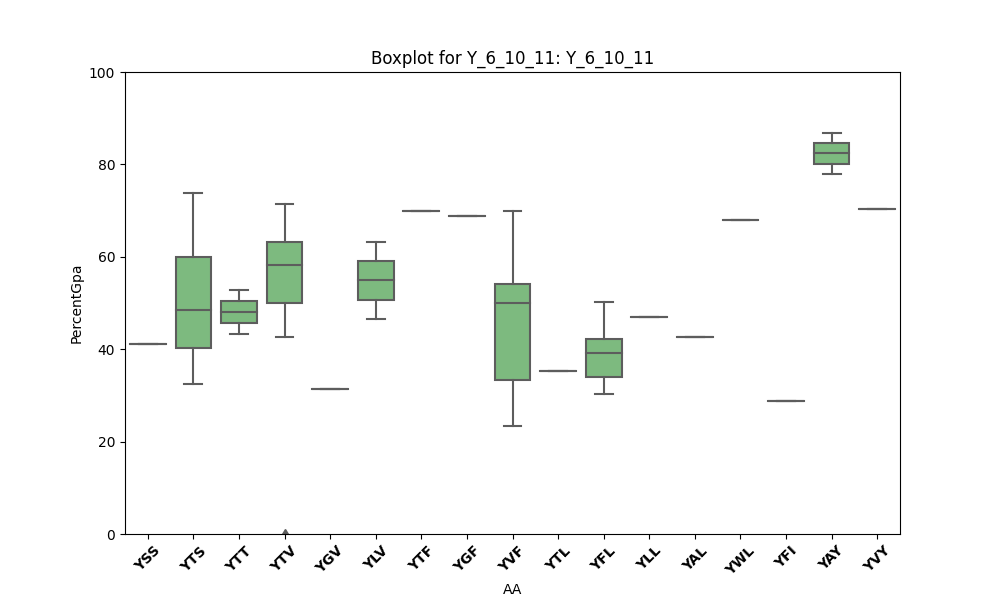 Boxplot for Y_6_10_11: Y_6_10_11
100
80
60
40
20
0
PercentGpa
YSS YTS YTT YTV YGV YLV YTF YGF YVF YTL YFL YLL YAL YWL YFI YAY YVY
AA